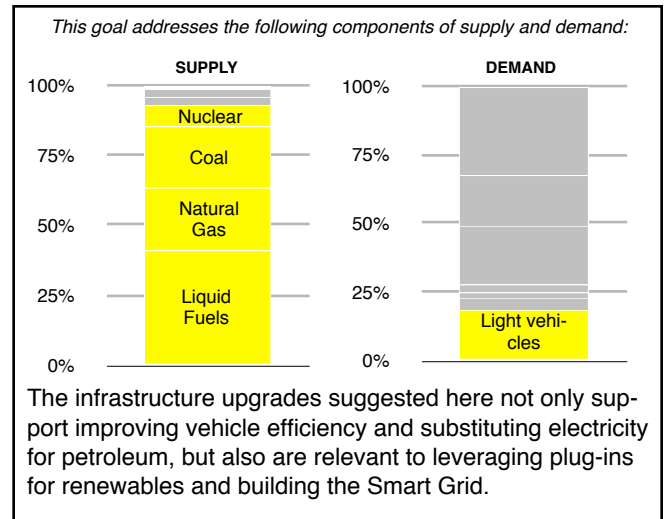 This goal addresses the following components of supply and demand:
SUPPLY
100%
75%
50%
25%
0%
Nuclear
Coal
Natural
Gas
Liquid
Fuels
DEMAND
100%
75%
50%
25%
0%
Light vehi-
cles
The infrastructure upgrades suggested here not only sup-
port improving vehicle efficiency and substituting electricity
for petroleum, but also are relevant to leveraging plug-ins
for renewables and building the Smart Grid.